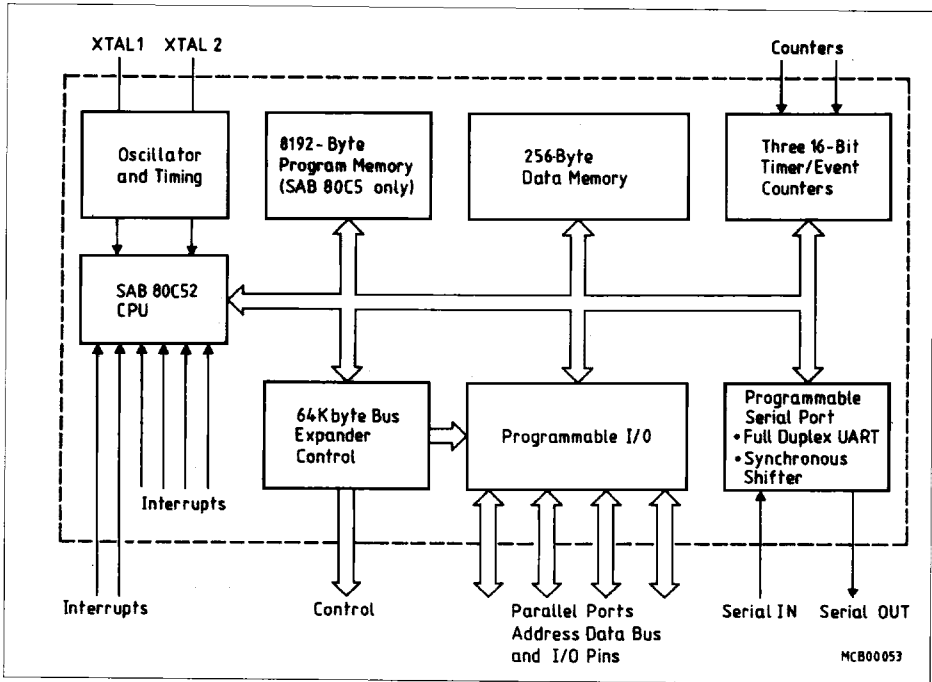 XTAL1 XTAL 2
Counters
Oscillator
and Timing
8192-Byte
Program Memory
(SAB 80C5 only)
256-Byte
Data Memory
Three 16-Bit
Timer/Event
Counters
SAB 80C52
CPU
64Kbyte Bus
Expander
Control
Programmable I/O
Programmable
Serial Port
• Full Duplex UART
• Synchronous
Shifter
Interrupts
Interrupts
Control
Parallel Ports
Address Data Bus
and I/O Pins
Serial IN
Serial OUT
MCB00053